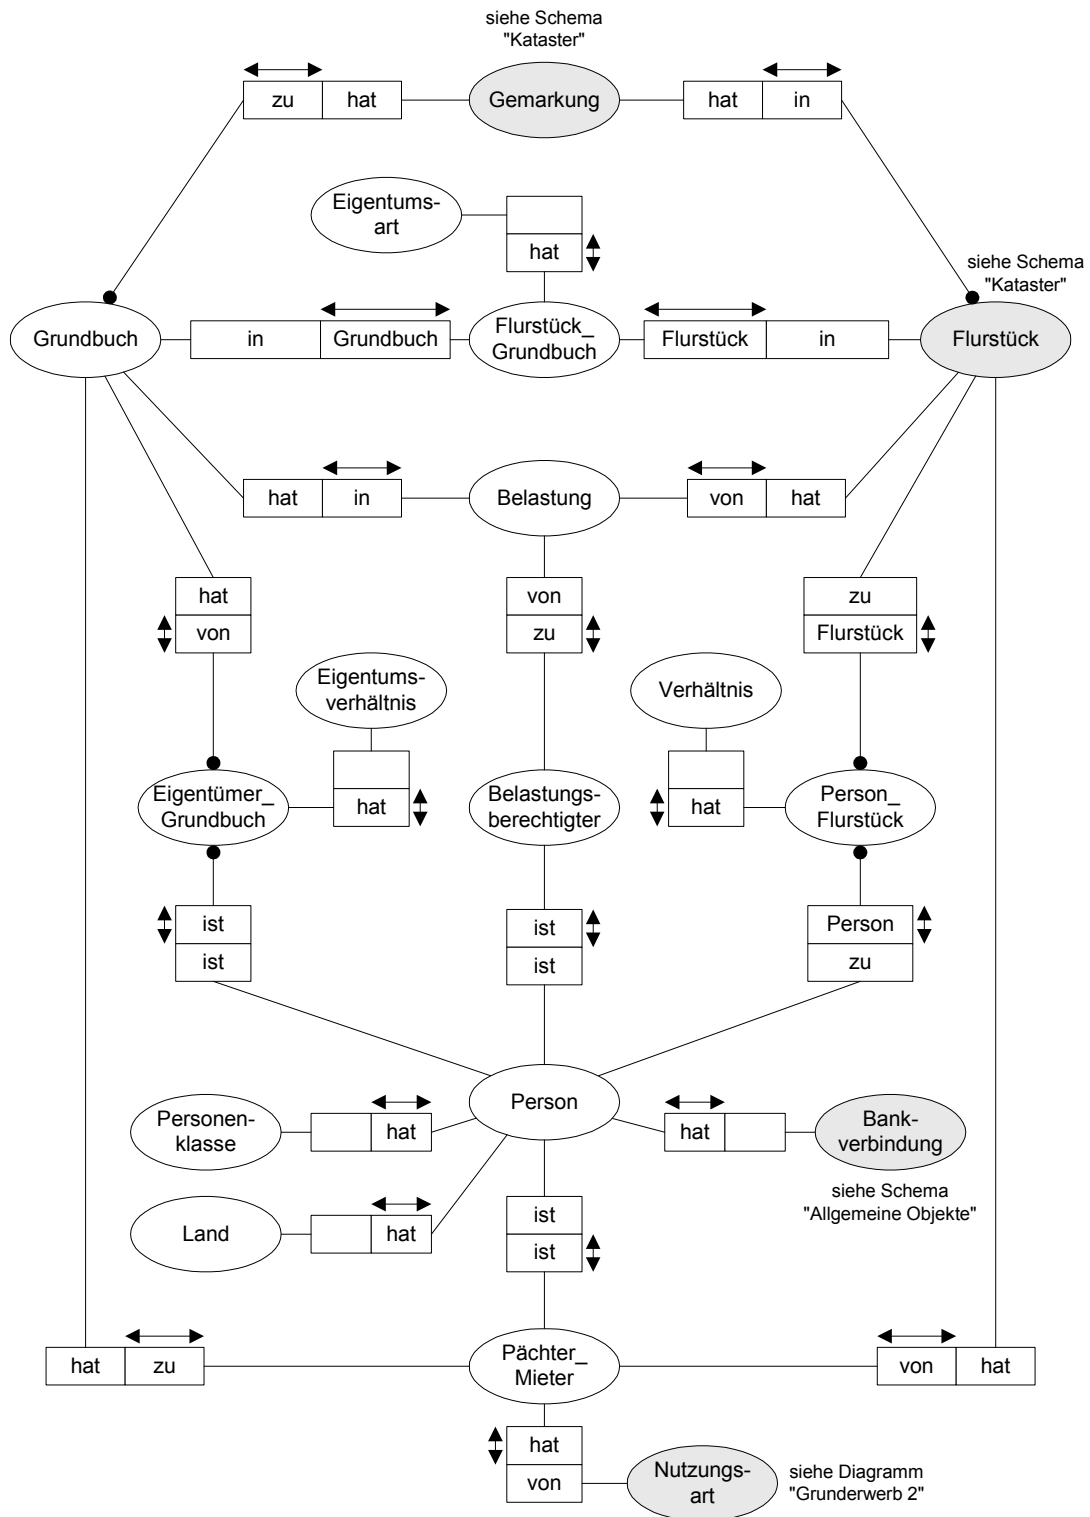 siehe Schema
"Kataster"
zu hat Gemarkung hat in
Eigentums-
art
hat
siehe Schema
"Kataster"
Grundbuch in Grundbuch Flurstück_
Grundbuch Flurstück in Flurstück
hat in Belastung von hat
hat
von
von
zu
zu
Flurstück
Eigentums-
verhältnis
Verhältnis
Eigentümer_
Grundbuch
hat
Belastungs-
berechtigter
hat
Person_
Flurstück
ist
ist
ist
ist
Person
zu
Person
Personen-
klasse
hat
hat
Bank-
verbindung
siehe Schema
"Allgemeine Objekte"
Land
hat
ist
ist
hat zu Pächter_
Mieter von hat
hat
von
Nutzungs-
art
siehe Diagramm
"Grunderwerb 2"